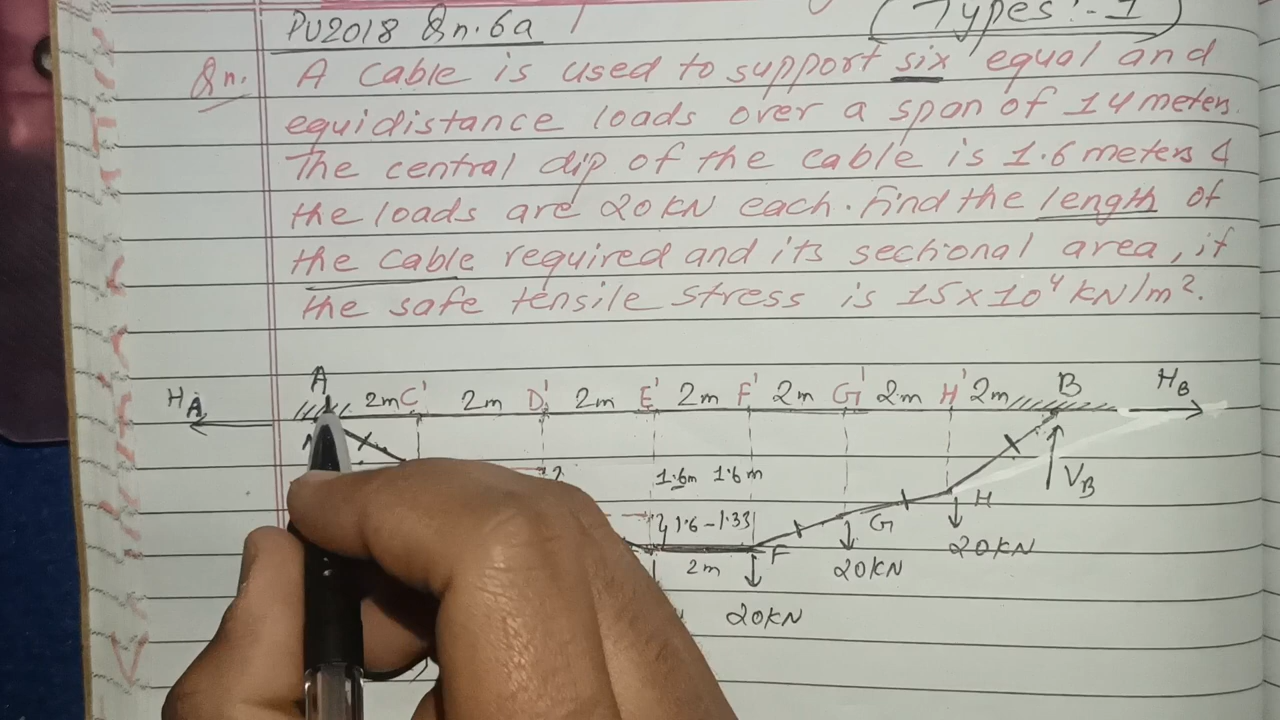 (Types:-1)
PU2018 Qn.6a
Qn. A cable is used to support six equal and
equidistance loads over a span of 14 meters.
The central dip of the cable is 1.6 meters &
the loads are 20KN each. Find the length of
the cable required and its sectional area, if
the safe tensile stress is 15x10⁴ KN/m².
HA A 2m C' 2m D' 2m E' 2m F' 2m G' 2m H' 2m B HB
1.6m 1.6m VB
1.6-1.33 G H
2m F 20KN 20KN
20KN